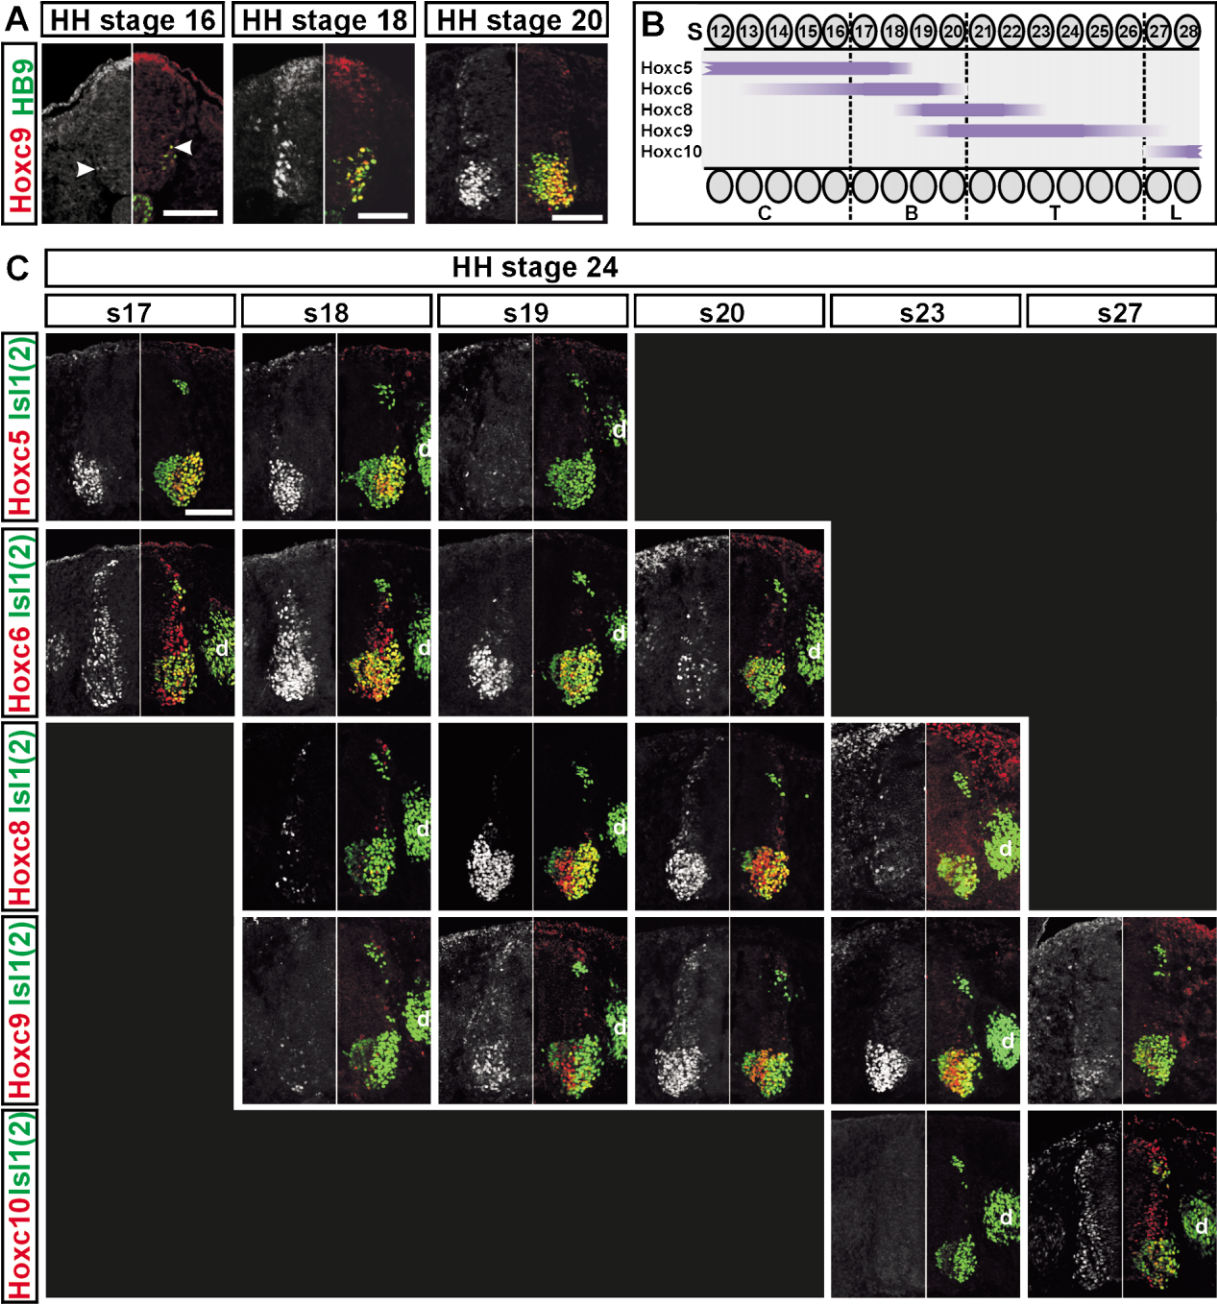 A
HH stage 16
HH stage 18
HH stage 20
Hoxc9 HB9
B
S 12 13 14 15 16 17 18 19 20 21 22 23 24 25 26 27 28
Hoxc5
Hoxc6
Hoxc8
Hoxc9
Hoxc10
C B T L
C
HH stage 24
s17 s18 s19 s20 s23 s27
Hoxc5 Isl1(2)
d d
Hoxc6 Isl1(2)
d d d
Hoxc8 Isl1(2)
d d d
Hoxc9 Isl1(2)
d d d
Hoxc10 Isl1(2)
d d